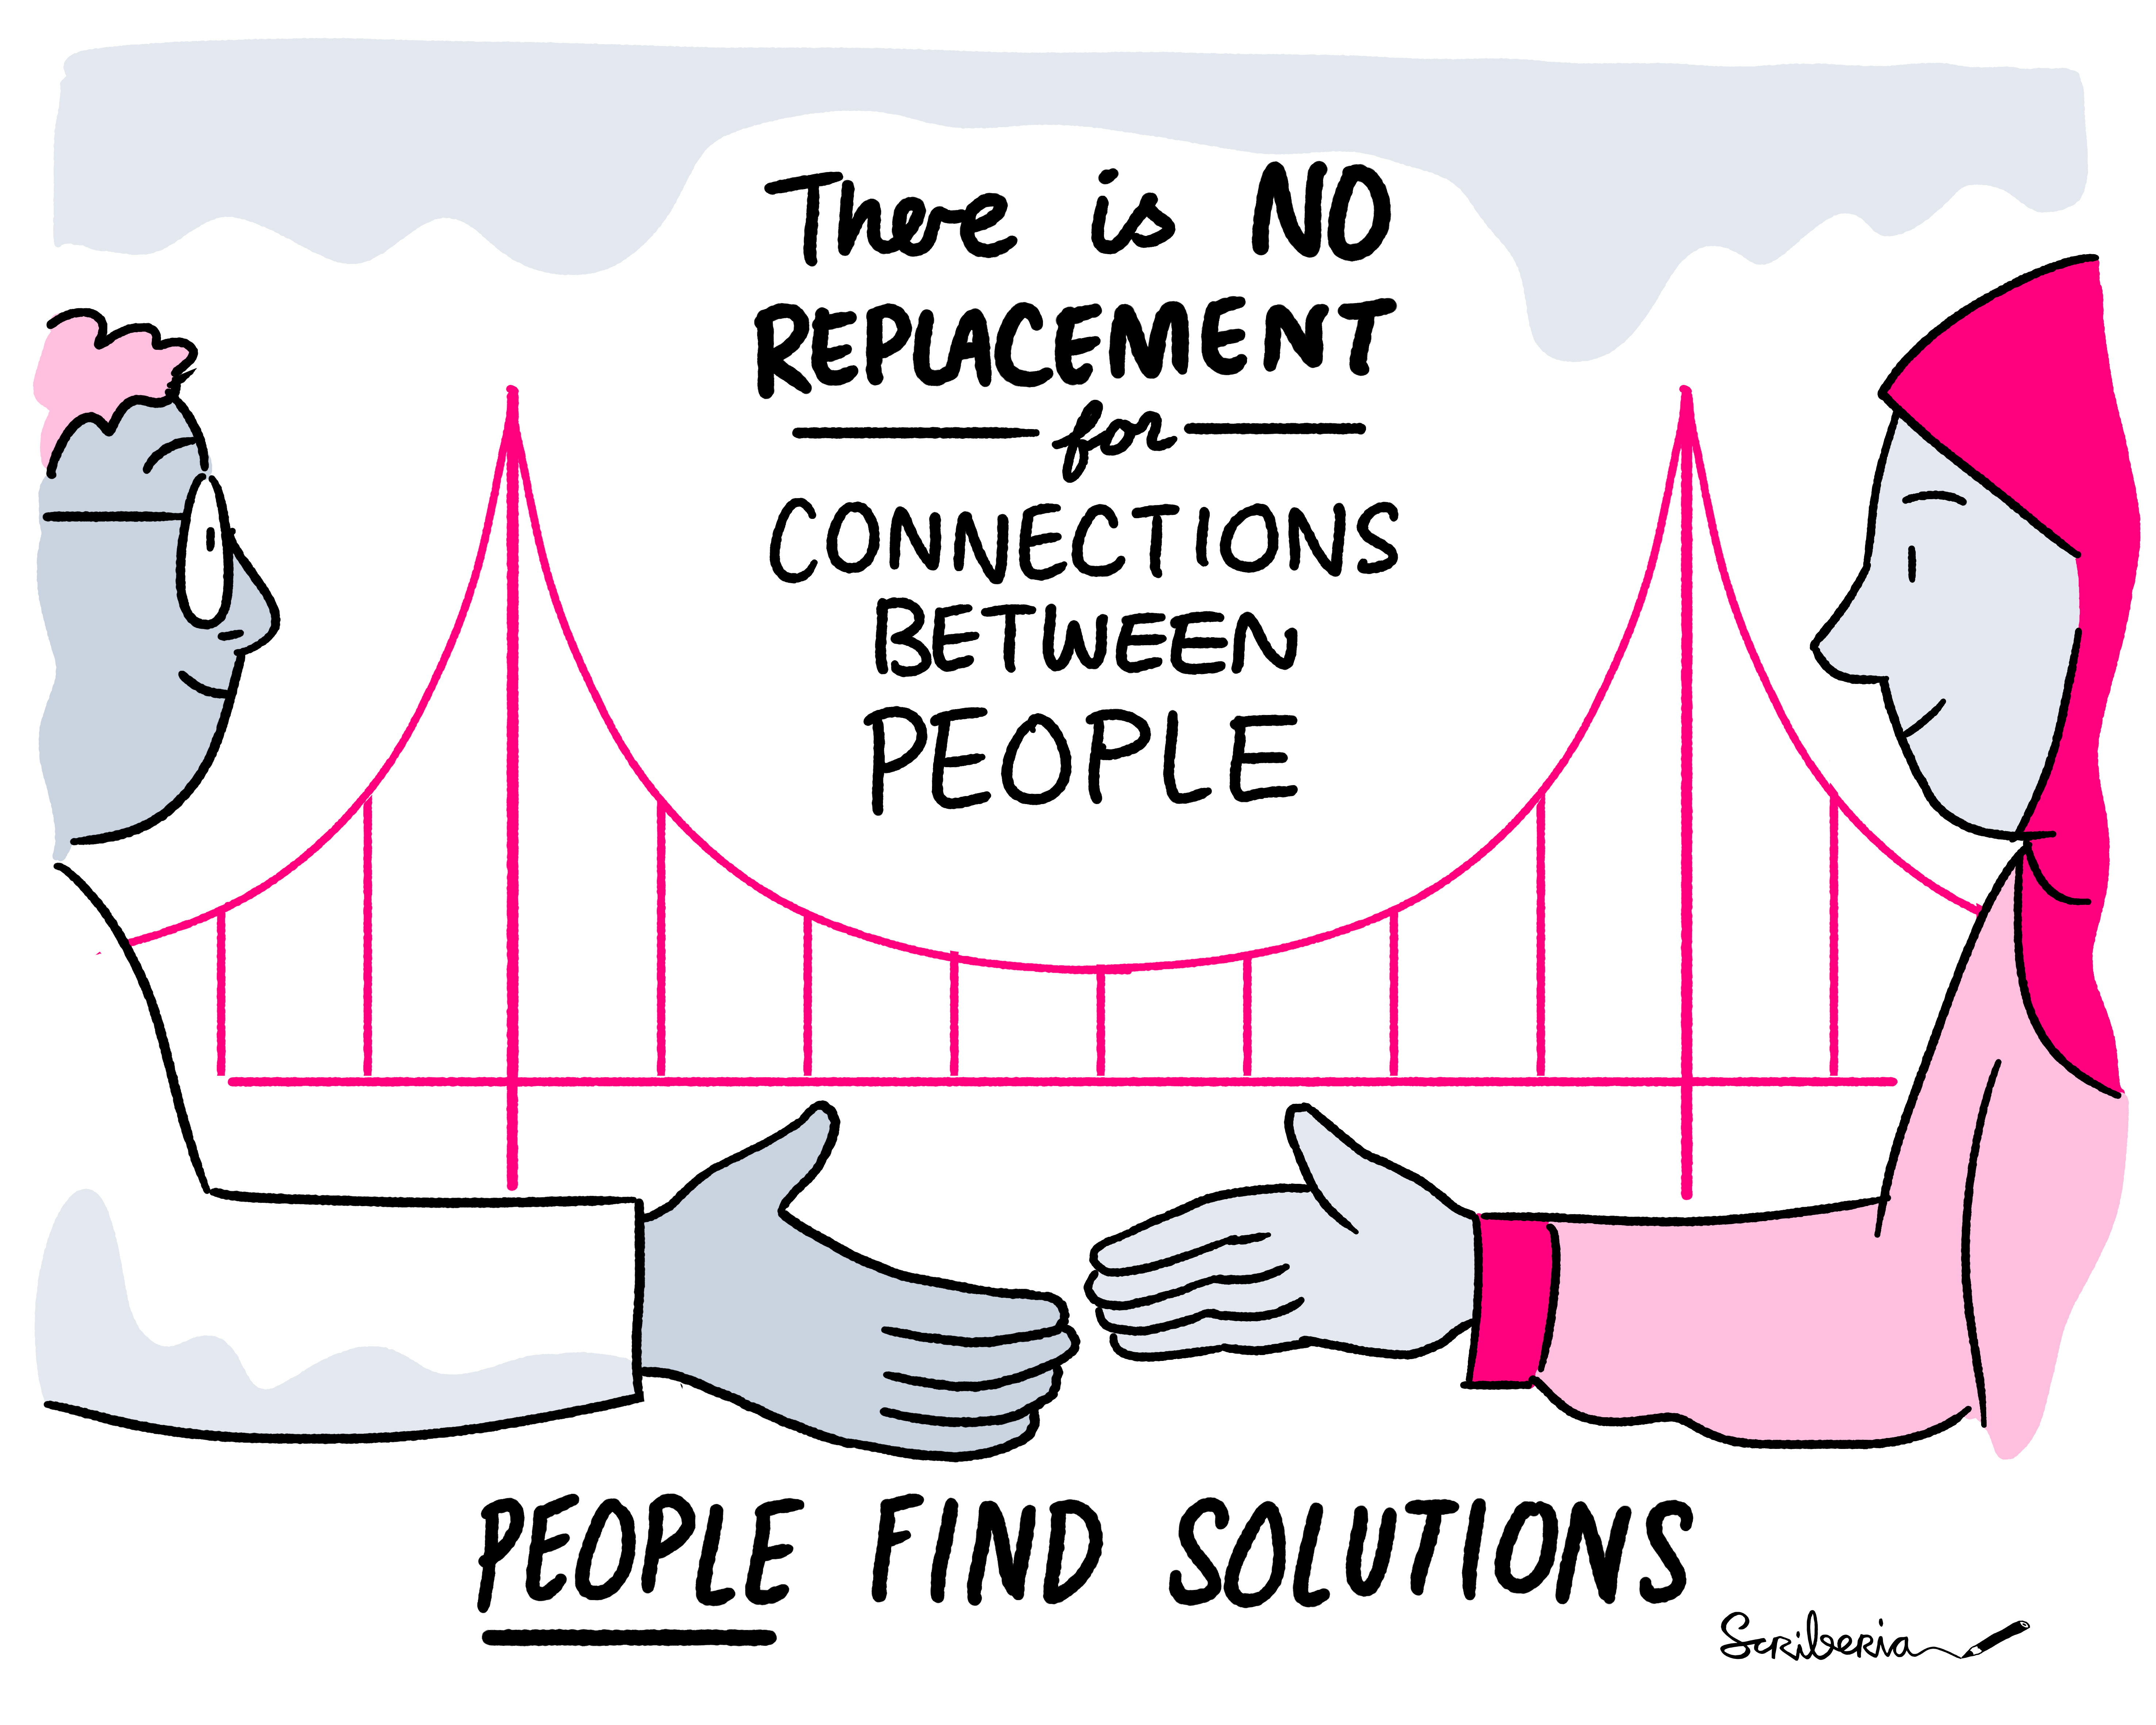 There is NO
REPLACEMENT
for
CONNECTIONS
BETWEEN
PEOPLE
PEOPLE FIND SOLUTIONS
Scriberia